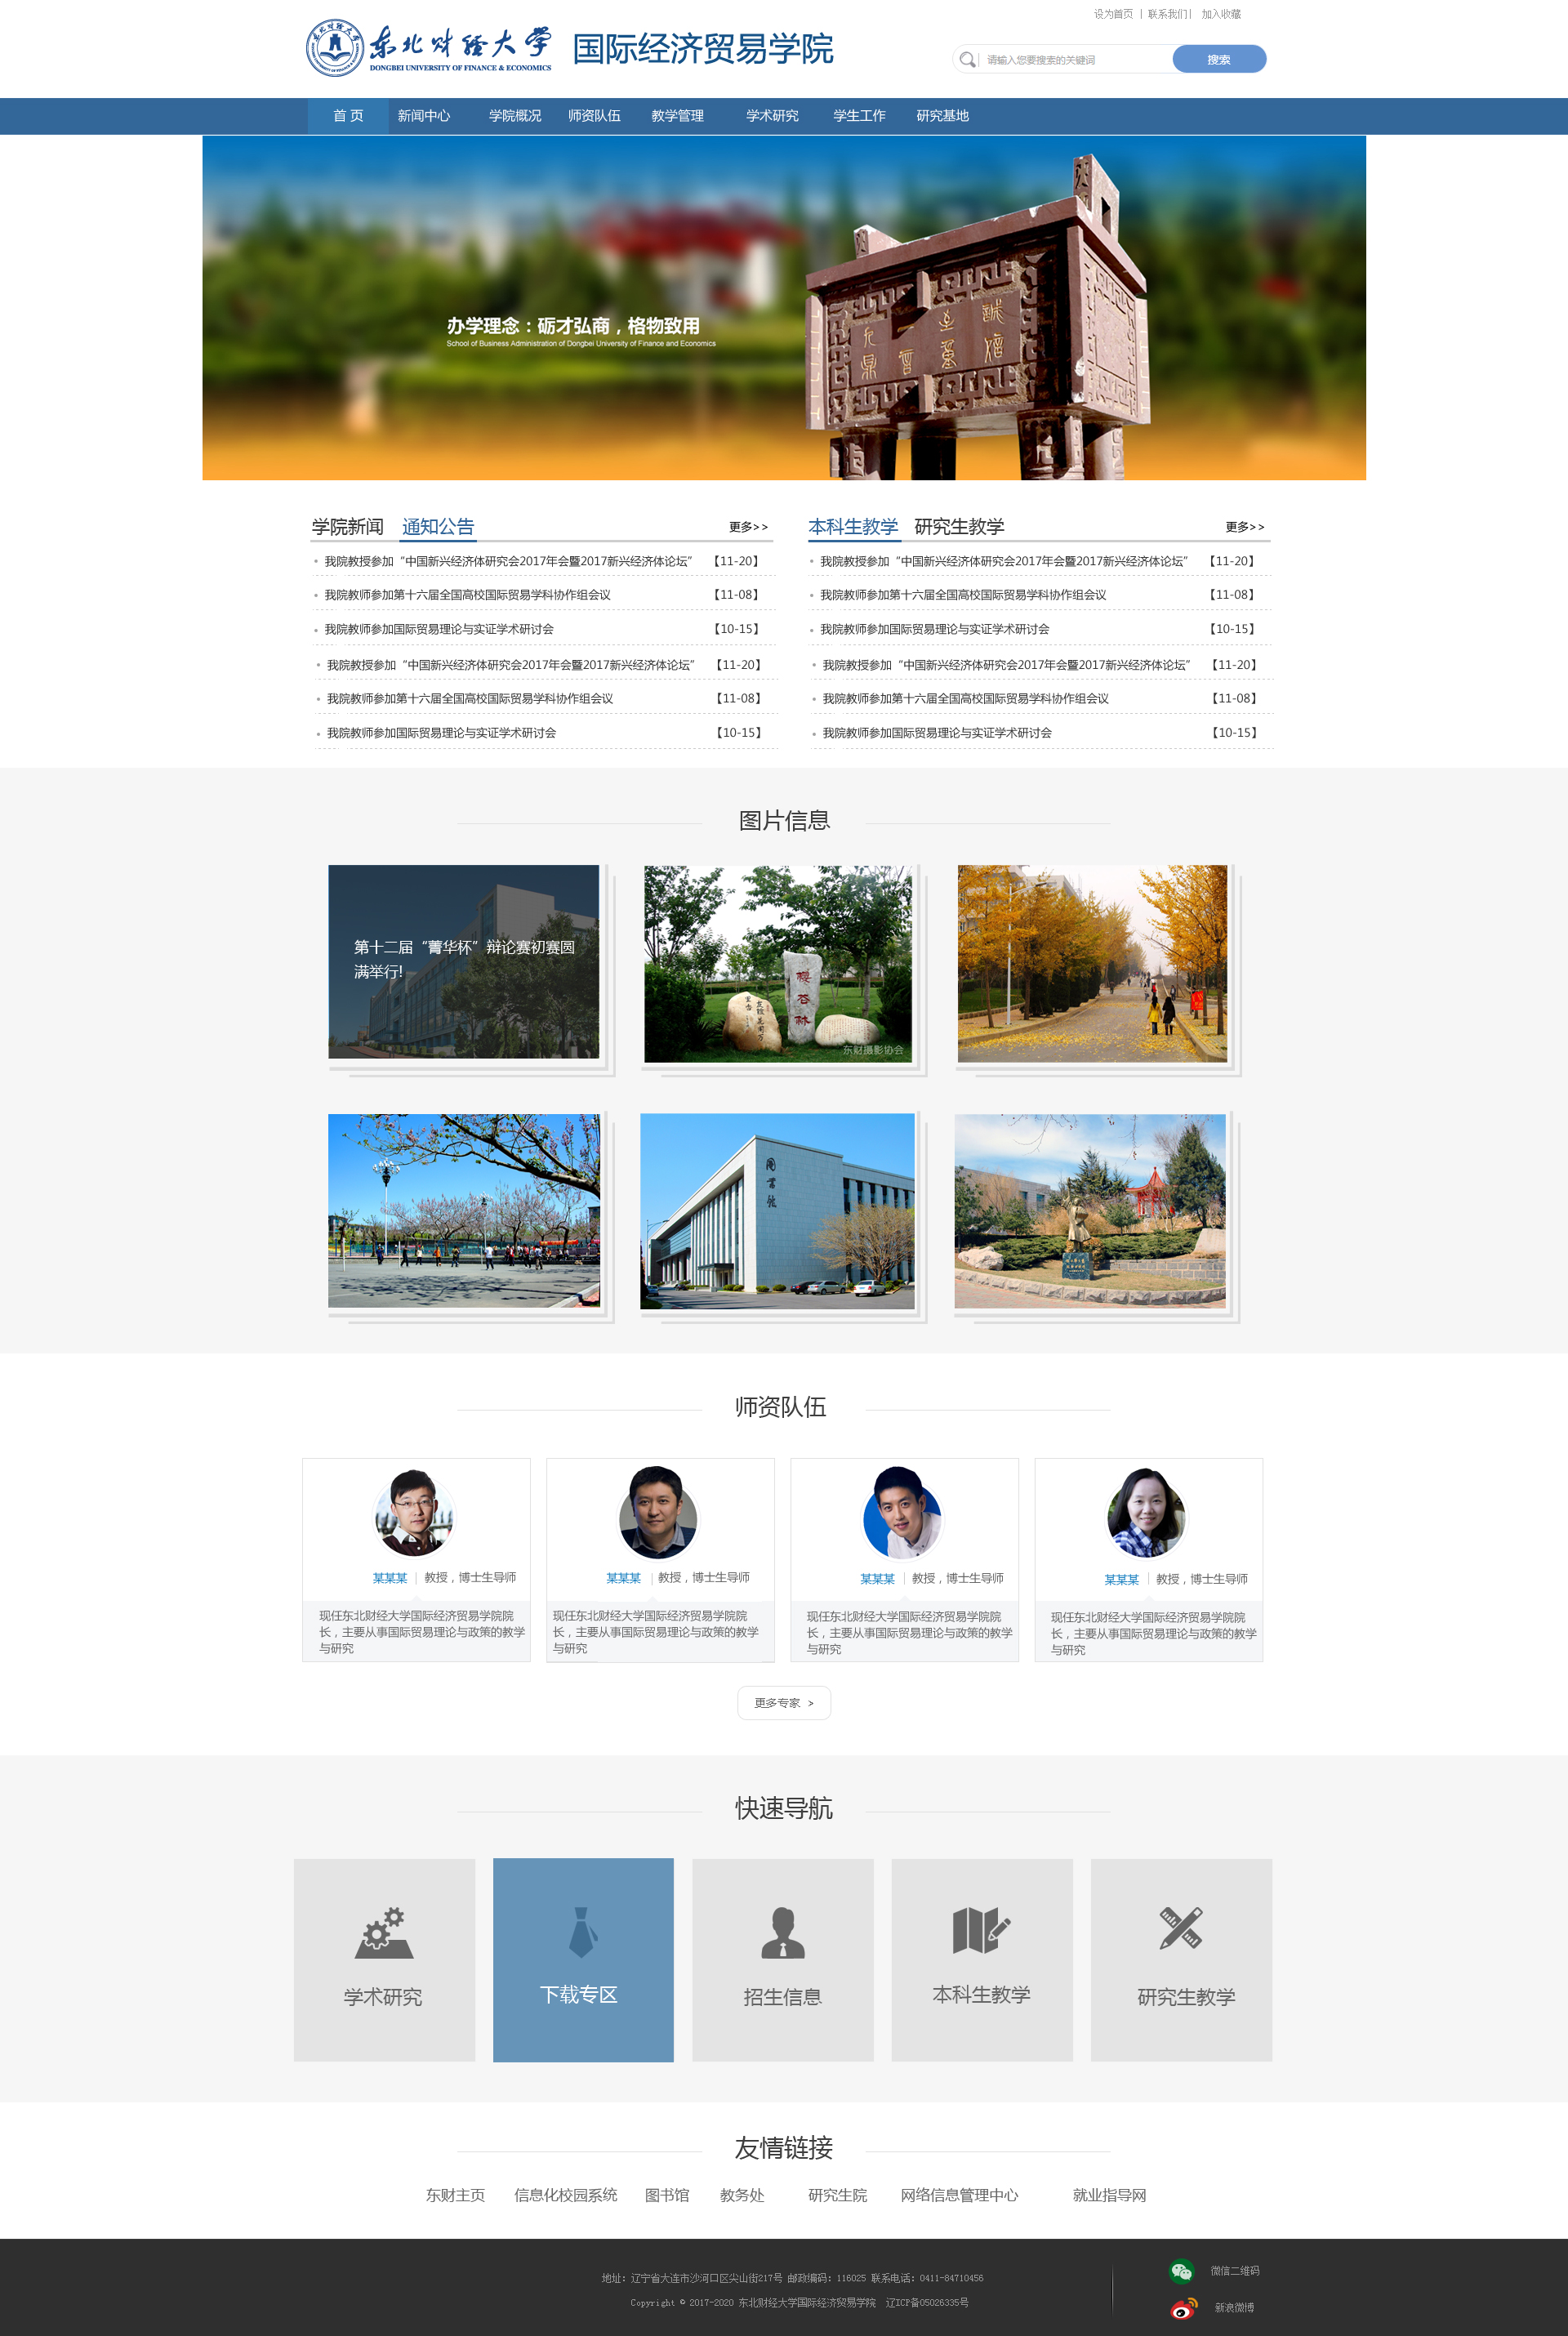 设为首页 | 联系我们| 加入收藏
东北财经大学
DONGBEI UNIVERSITY OF FINANCE & ECONOMICS
国际经济贸易学院
请输入您要搜索的关键词
搜索
首 页 新闻中心 学院概况 师资队伍 教学管理 学术研究 学生工作 研究基地
办学理念：砺才弘商，格物致用
School of Business Administration of Dongbei University of Finance and Economics
学院新闻 通知公告 更多>>
我院教授参加“中国新兴经济体研究会2017年会暨2017新兴经济体论坛” 【11-20】
我院教师参加第十六届全国高校国际贸易学科协作组会议 【11-08】
我院教师参加国际贸易理论与实证学术研讨会 【10-15】
我院教授参加“中国新兴经济体研究会2017年会暨2017新兴经济体论坛” 【11-20】
我院教师参加第十六届全国高校国际贸易学科协作组会议 【11-08】
我院教师参加国际贸易理论与实证学术研讨会 【10-15】
本科生教学 研究生教学 更多>>
我院教授参加“中国新兴经济体研究会2017年会暨2017新兴经济体论坛” 【11-20】
我院教师参加第十六届全国高校国际贸易学科协作组会议 【11-08】
我院教师参加国际贸易理论与实证学术研讨会 【10-15】
我院教授参加“中国新兴经济体研究会2017年会暨2017新兴经济体论坛” 【11-20】
我院教师参加第十六届全国高校国际贸易学科协作组会议 【11-08】
我院教师参加国际贸易理论与实证学术研讨会 【10-15】
图片信息
第十二届“菁华杯”辩论赛初赛圆
满举行!
东财摄影协会
图书馆
师资队伍
某某某 | 教授，博士生导师
现任东北财经大学国际经济贸易学院院
长，主要从事国际贸易理论与政策的教学
与研究
某某某 | 教授，博士生导师
现任东北财经大学国际经济贸易学院院
长，主要从事国际贸易理论与政策的教学
与研究
某某某 | 教授，博士生导师
现任东北财经大学国际经济贸易学院院
长，主要从事国际贸易理论与政策的教学
与研究
某某某 | 教授，博士生导师
现任东北财经大学国际经济贸易学院院
长，主要从事国际贸易理论与政策的教学
与研究
更多专家 >
快速导航
学术研究
下载专区
招生信息
本科生教学
研究生教学
友情链接
东财主页 信息化校园系统 图书馆 教务处 研究生院 网络信息管理中心 就业指导网
地址: 辽宁省大连市沙河口区尖山街217号 邮政编码: 116025 联系电话: 0411-84710456
Copyright © 2017-2020 东北财经大学国际经济贸易学院 辽ICP备05026335号
微信二维码
新浪微博